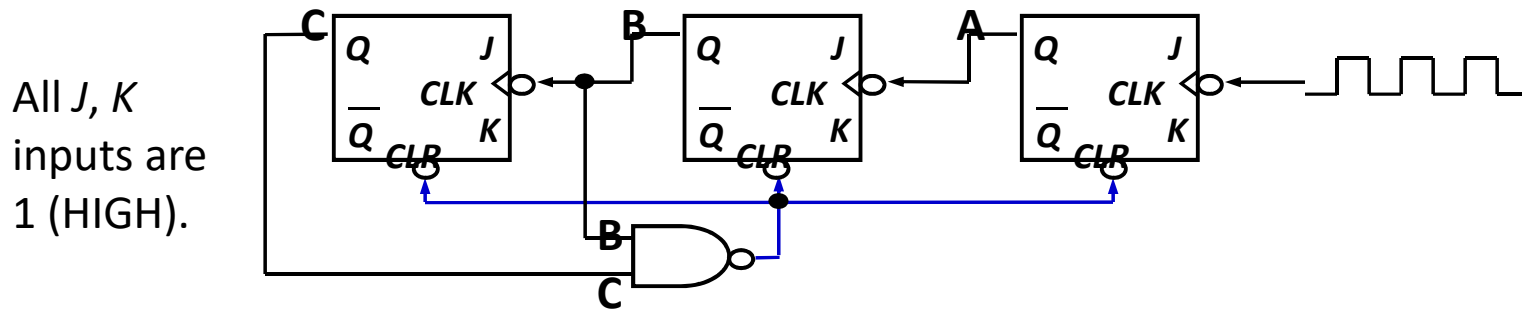 C
B
A
Q J
Q J
Q J
All J, K
inputs are
1 (HIGH).
CLK
CLK
CLK
Q K
Q K
Q K
CLR
CLR
CLR
B
C